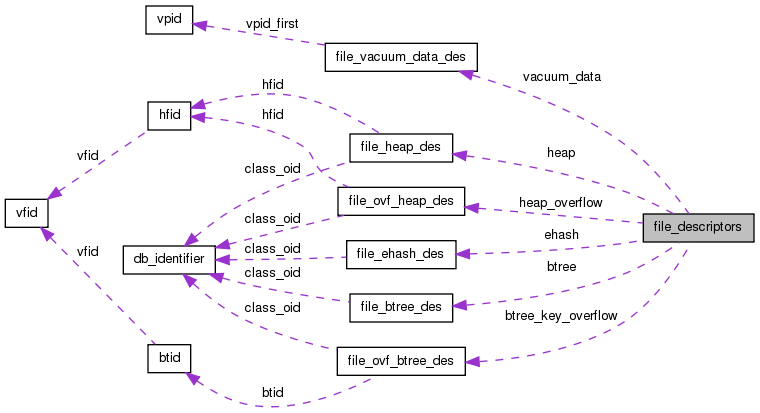 vpid
vpid_first
file_vacuum_data_des
vacuum_data
hfid
hfid
hfid
file_heap_des
heap
vfid
class_oid
vfid
file_ovf_heap_des
heap_overflow
file_descriptors
class_oid
ehash
vfid
class_oid
file_ehash_des
db_identifier
class_oid
btree
file_btree_des
class_oid
btree_key_overflow
btid
file_ovf_btree_des
btid